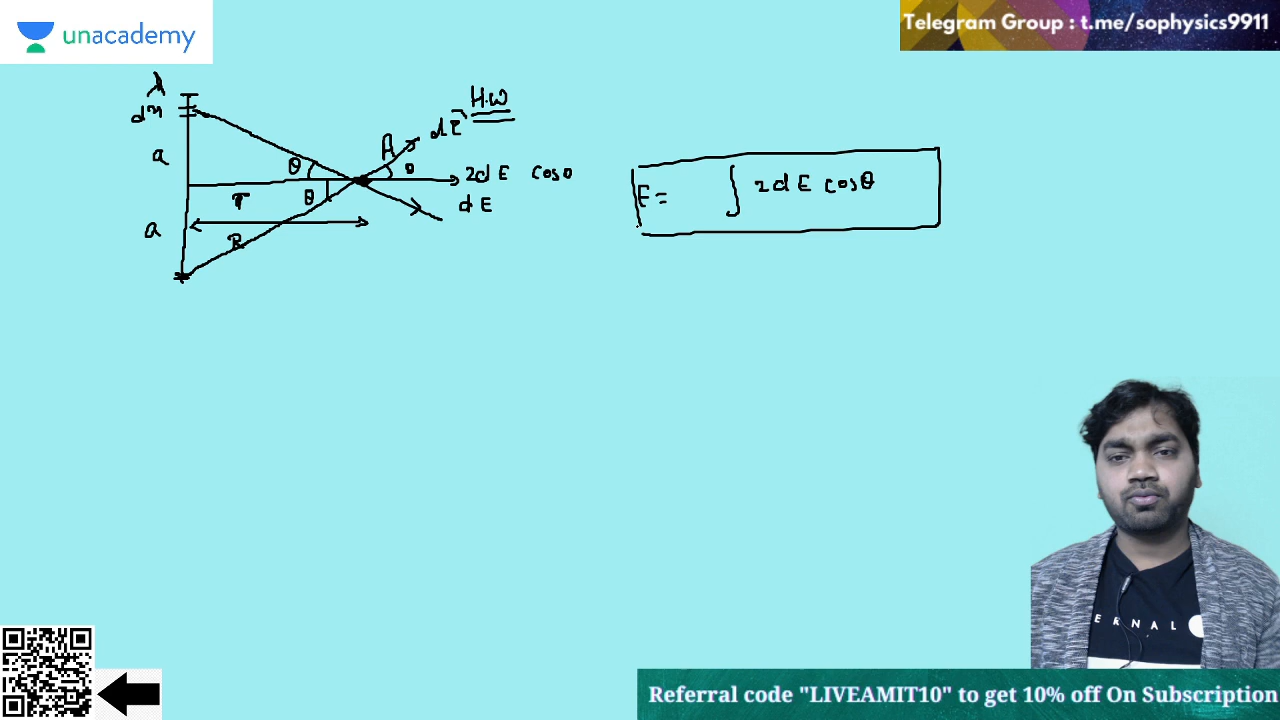 unacademy
Telegram Group : t.me/sophysics9911
λ
H.W
dE
A
a
θ
θ
2dE cosθ
r
dE
a
R
E = ∫ 2dE cosθ
ERNAL
Referral code "LIVEAMIT10" to get 10% off On Subscription